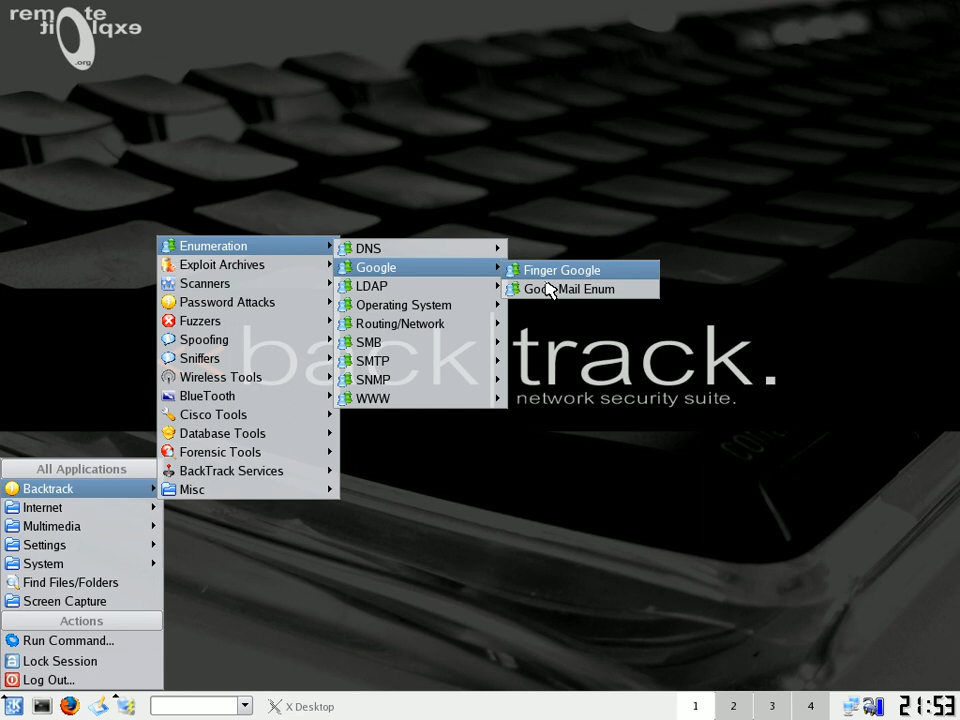 remote
exploit
.org
Enumeration
Exploit Archives
Scanners
Password Attacks
Fuzzers
Spoofing
Sniffers
Wireless Tools
BlueTooth
Cisco Tools
Database Tools
Forensic Tools
BackTrack Services
Misc
DNS
Google
LDAP
Operating System
Routing/Network
SMB
SMTP
SNMP
WWW
Finger Google
Goog Mail Enum
<back|track.
network security suite.
All Applications
Backtrack
Internet
Multimedia
Settings
System
Find Files/Folders
Screen Capture
Actions
Run Command...
Lock Session
Log Out...
X Desktop
1 2 3 4
21:53